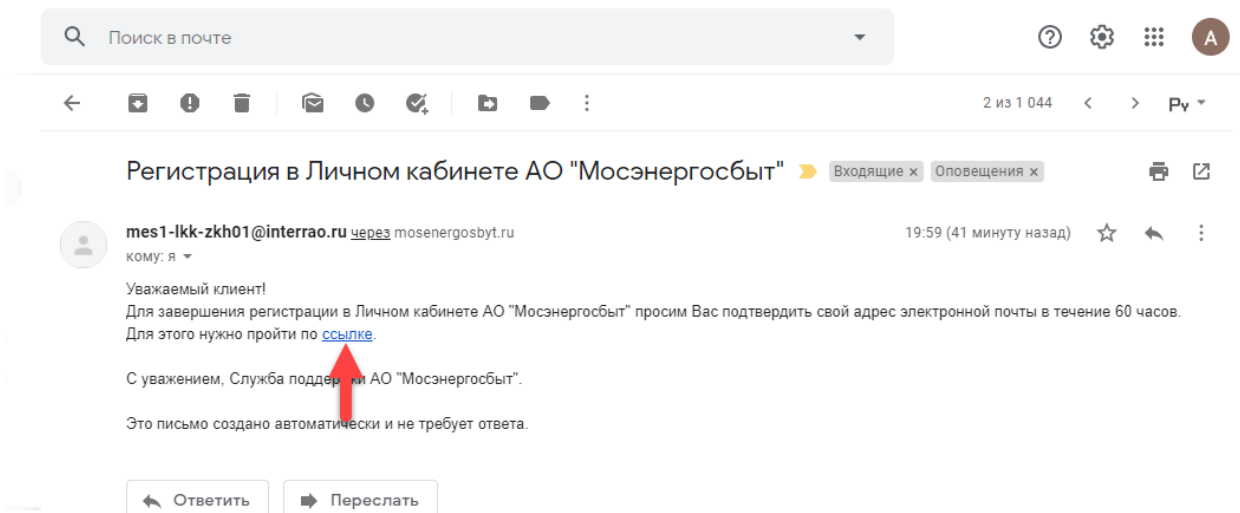 Поиск в почте
А
2 из 1 044
Ру
Регистрация в Личном кабинете АО "Мосэнергосбыт" Входящие x Оповещения x
mes1-lkk-zkh01@interrao.ru через mosenergosbyt.ru 19:59 (41 минуту назад)
кому: я
Уважаемый клиент!
Для завершения регистрации в Личном кабинете АО "Мосэнергосбыт" просим Вас подтвердить свой адрес электронной почты в течение 60 часов.
Для этого нужно пройти по ссылке.
С уважением, Служба поддержки АО "Мосэнергосбыт".
Это письмо создано автоматически и не требует ответа.
Ответить Переслать